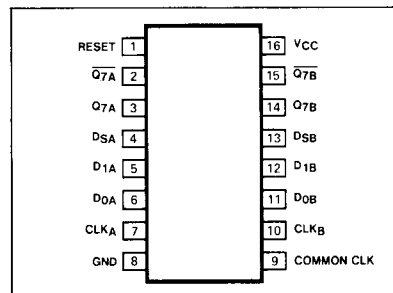 RESET 1 16 VCC
Q7A 2 15 Q7B
Q7A 3 14 Q7B
DSA 4 13 DSB
D1A 5 12 D1B
D0A 6 11 D0B
CLKA 7 10 CLKB
GND 8 9 COMMON CLK